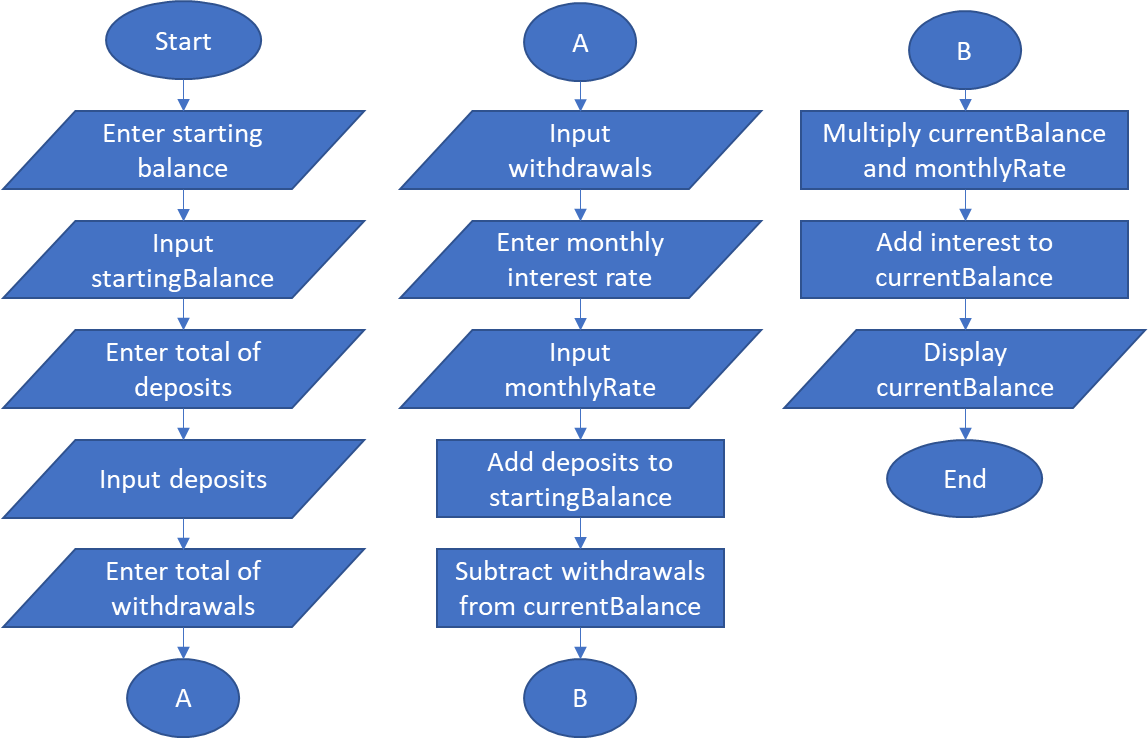 Start
Enter starting
balance
Input
startingBalance
Enter total of
deposits
Input deposits
Enter total of
withdrawals
A
A
Input
withdrawals
Enter monthly
interest rate
Input
monthlyRate
Add deposits to
startingBalance
Subtract withdrawals
from currentBalance
B
B
Multiply currentBalance
and monthlyRate
Add interest to
currentBalance
Display
currentBalance
End